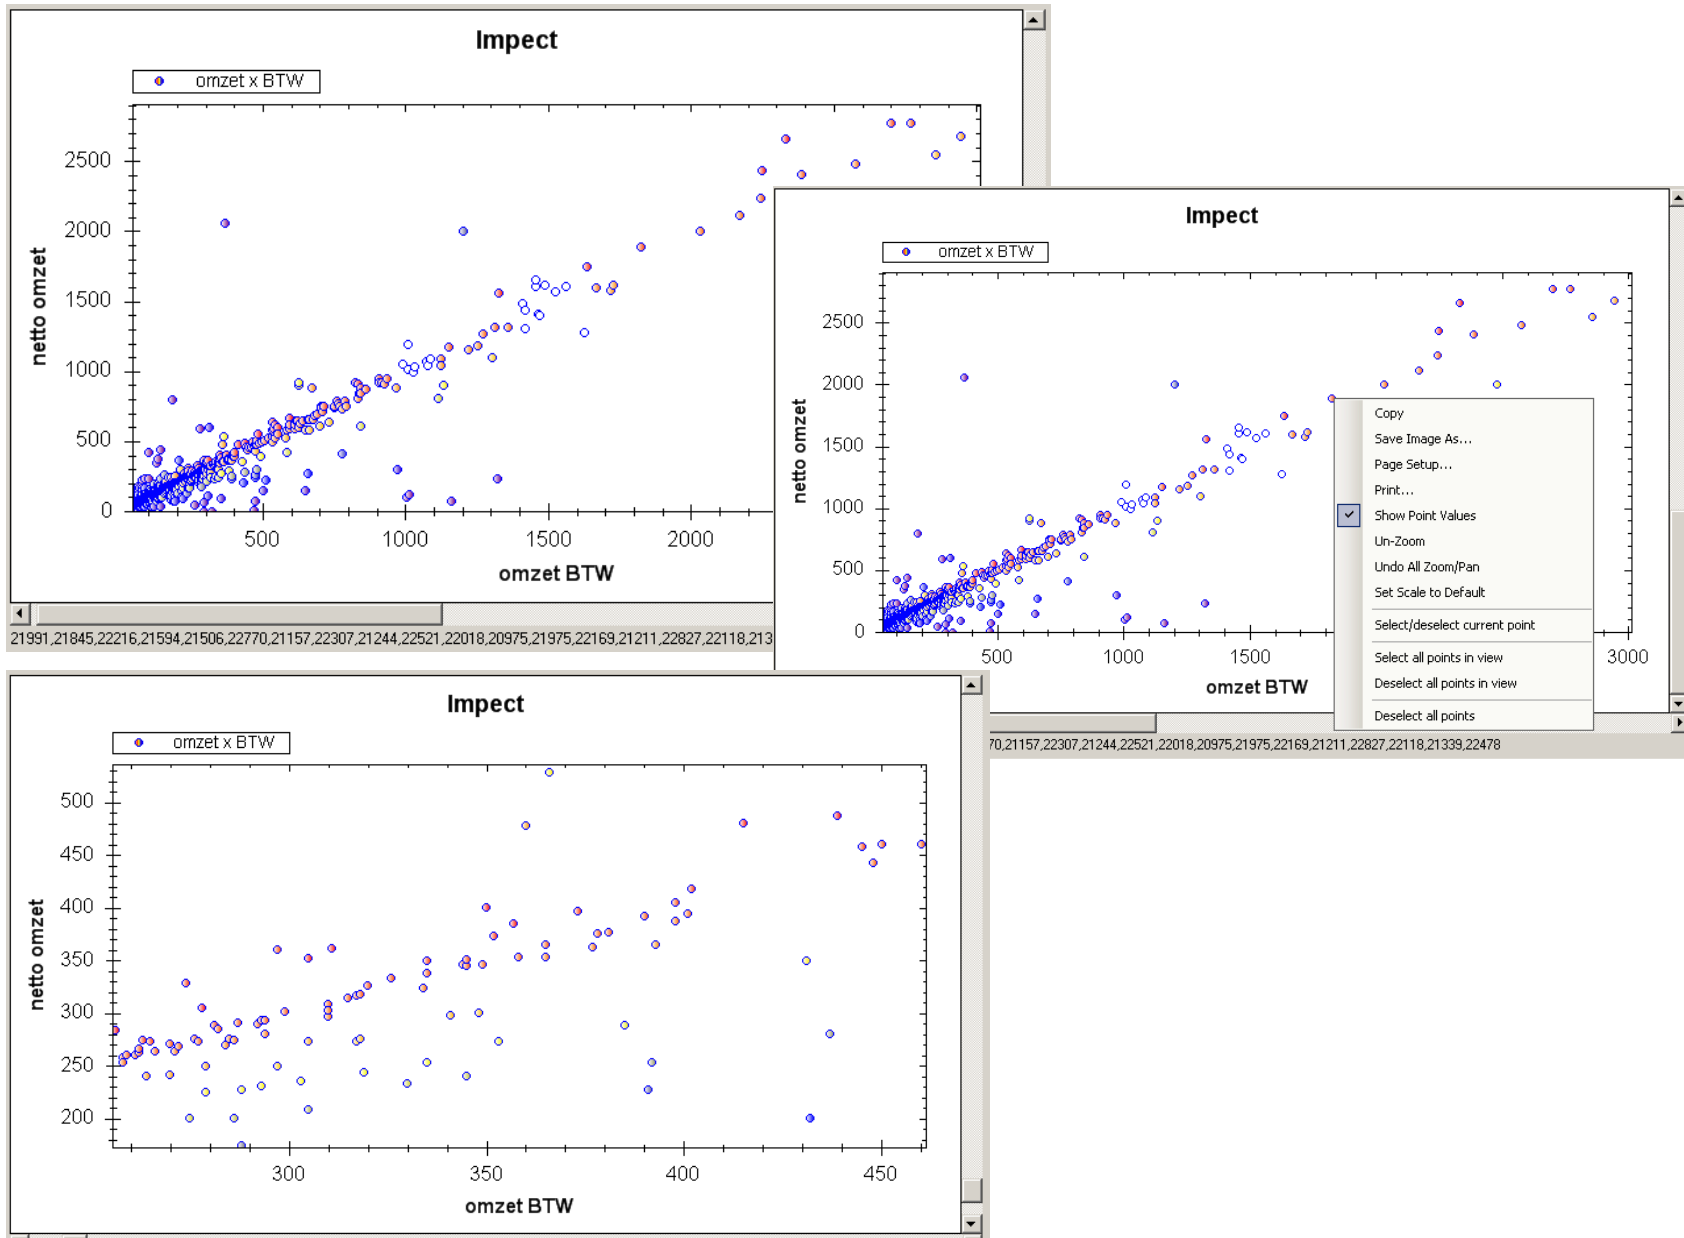 Impect
omzet x BTW
2500
2000
1500
1000
500
0
netto omzet
500
1000
1500
2000
omzet BTW
21991,21845,22216,21594,21506,22770,21157,22307,21244,22521,22018,20975,21975,22169,21211,22827,22118,213
Impect
omzet x BTW
2500
2000
1500
1000
500
0
netto omzet
500
1000
1500
3000
omzet BTW
Copy
Save Image As...
Page Setup...
Print...
Show Point Values
Un-Zoom
Undo All Zoom/Pan
Set Scale to Default
Select/deselect current point
Select all points in view
Deselect all points in view
Deselect all points
70,21157,22307,21244,22521,22018,20975,21975,22169,21211,22827,22118,21339,22478
Impect
omzet x BTW
500
450
400
350
300
250
200
netto omzet
300
350
400
450
omzet BTW